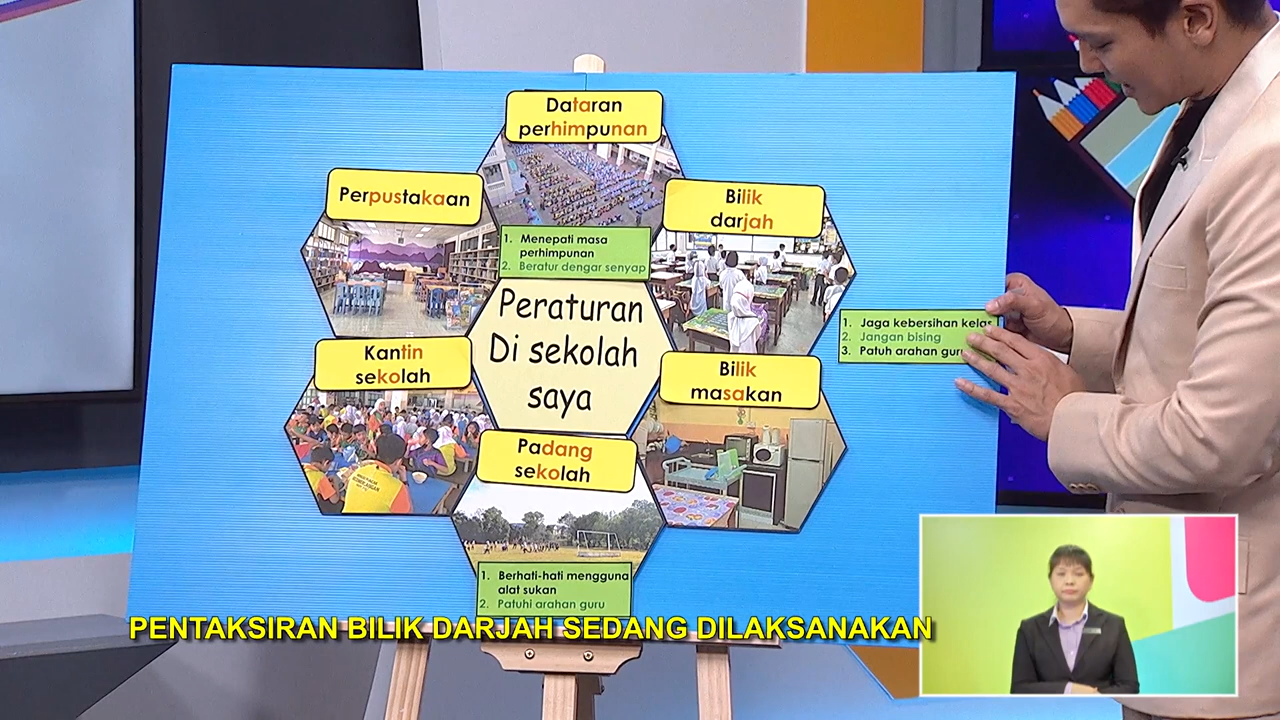 Dataran
perhimpunan
Perpustakaan
Bilik
darjah
1. Menepati masa
perhimpunan
2. Beratur dengar senyap
Peraturan
Di sekolah
saya
1. Jaga kebersihan kelas
2. Jangan bising
3. Patuh arahan guru
Kantin
sekolah
Bilik
masakan
Padang
sekolah
1. Berhati-hati mengguna
alat sukan
2. Patuhi arahan guru
PENTAKSIRAN BILIK DARJAH SEDANG DILAKSANAKAN